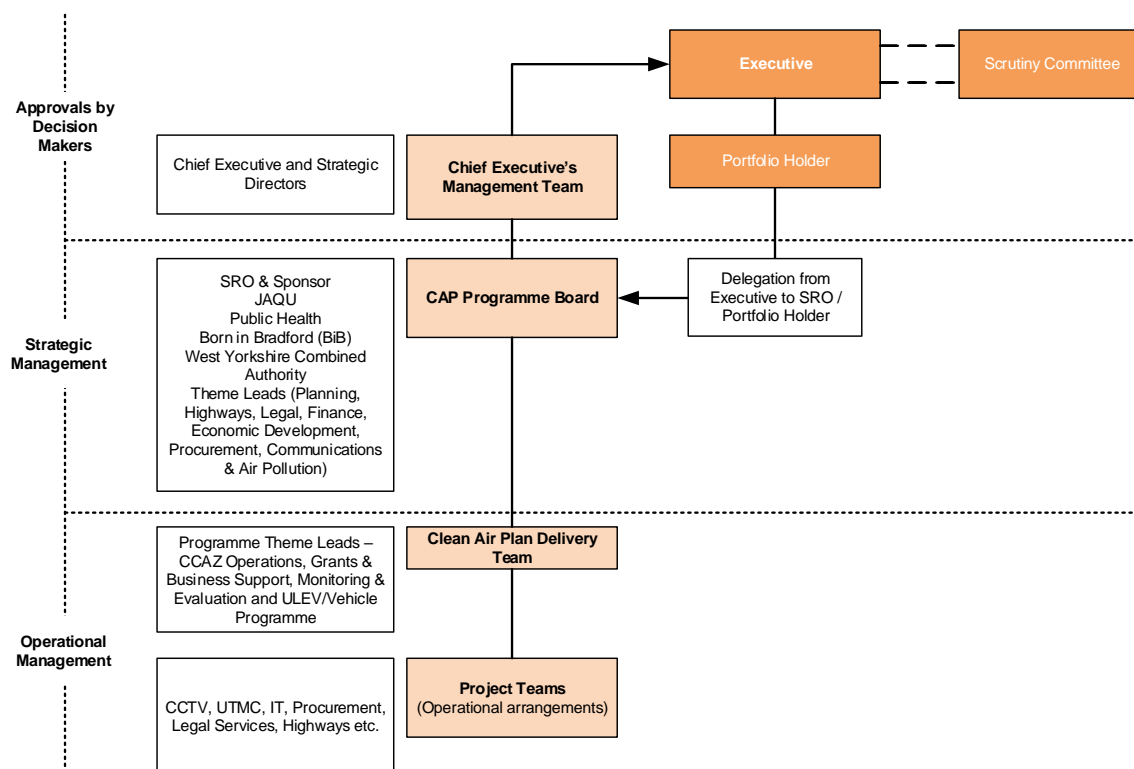 Approvals by
Decision
Makers
Executive
Scrutiny Committee
Chief Executive and Strategic
Directors
Chief Executive's
Management Team
Portfolio Holder
Strategic
Management
SRO & Sponsor
JAQU
Public Health
Born in Bradford (BiB)
West Yorkshire Combined
Authority
Theme Leads (Planning,
Highways, Legal, Finance,
Economic Development,
Procurement, Communications
& Air Pollution)
CAP Programme Board
Delegation from
Executive to SRO /
Portfolio Holder
Operational
Management
Programme Theme Leads –
CCAZ Operations, Grants &
Business Support, Monitoring &
Evaluation and ULEV/Vehicle
Programme
Clean Air Plan Delivery
Team
CCTV, UTMC, IT, Procurement,
Legal Services, Highways etc.
Project Teams
(Operational arrangements)